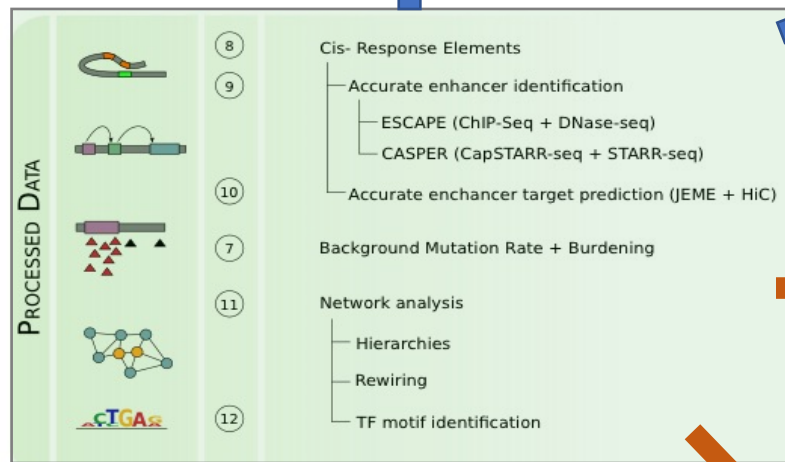 PROCESSED DATA
8 Cis- Response Elements
9 Accurate enhancer identification
ESCAPE (ChIP-Seq + DNase-seq)
CASPER (CapSTARR-seq + STARR-seq)
10 Accurate enchancer target prediction (JEME + HiC)
7 Background Mutation Rate + Burdening
11 Network analysis
Hierarchies
Rewiring
12 TF motif identification
CTGA